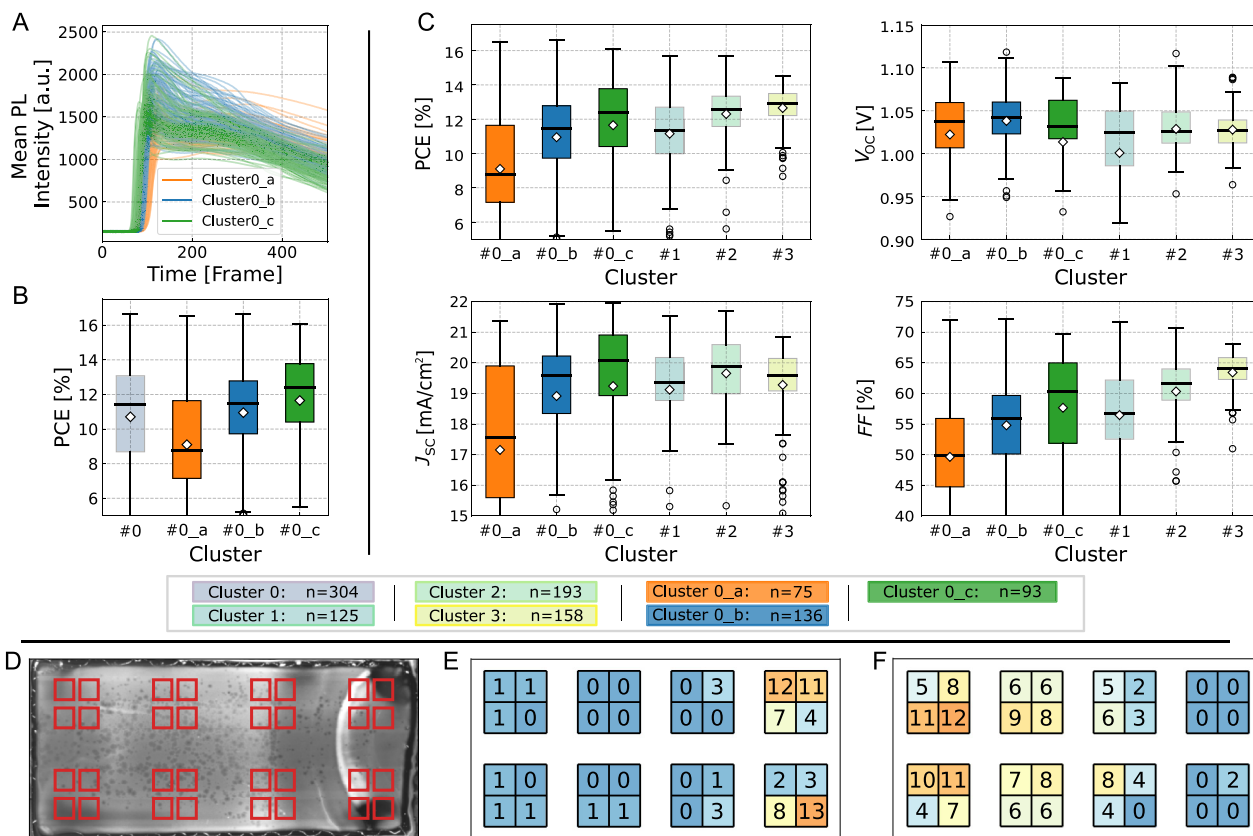 A
2500
2000
1500
1000
500
Mean PL
Intensity [a.u.]
Cluster0_a
Cluster0_b
Cluster0_c
0 200 400
Time [Frame]
B
16
14
12
10
8
6
PCE [%]
#0 #0_a #0_b #0_c
Cluster
C
16
14
12
10
8
6
PCE [%]
#0_a #0_b #0_c #1 #2 #3
Cluster
1.10
1.05
1.00
0.95
0.90
VOC [V]
#0_a #0_b #0_c #1 #2 #3
Cluster
22
21
20
19
18
17
16
15
JSC [mA/cm²]
#0_a #0_b #0_c #1 #2 #3
Cluster
75
70
65
60
55
50
45
40
FF [%]
#0_a #0_b #0_c #1 #2 #3
Cluster
Cluster 0: n=304 Cluster 2: n=193 Cluster 0_a: n=75 Cluster 0_c: n=93
Cluster 1: n=125 Cluster 3: n=158 Cluster 0_b: n=136
D
E
1 1 0 0 0 3 12 11
1 0 0 0 0 0 7 4
1 0 0 0 0 1 2 3
1 1 1 1 0 3 8 13
F
5 8 6 6 5 2 0 0
11 12 9 8 6 3 0 0
10 11 7 8 8 4 0 2
4 7 6 6 4 0 0 0